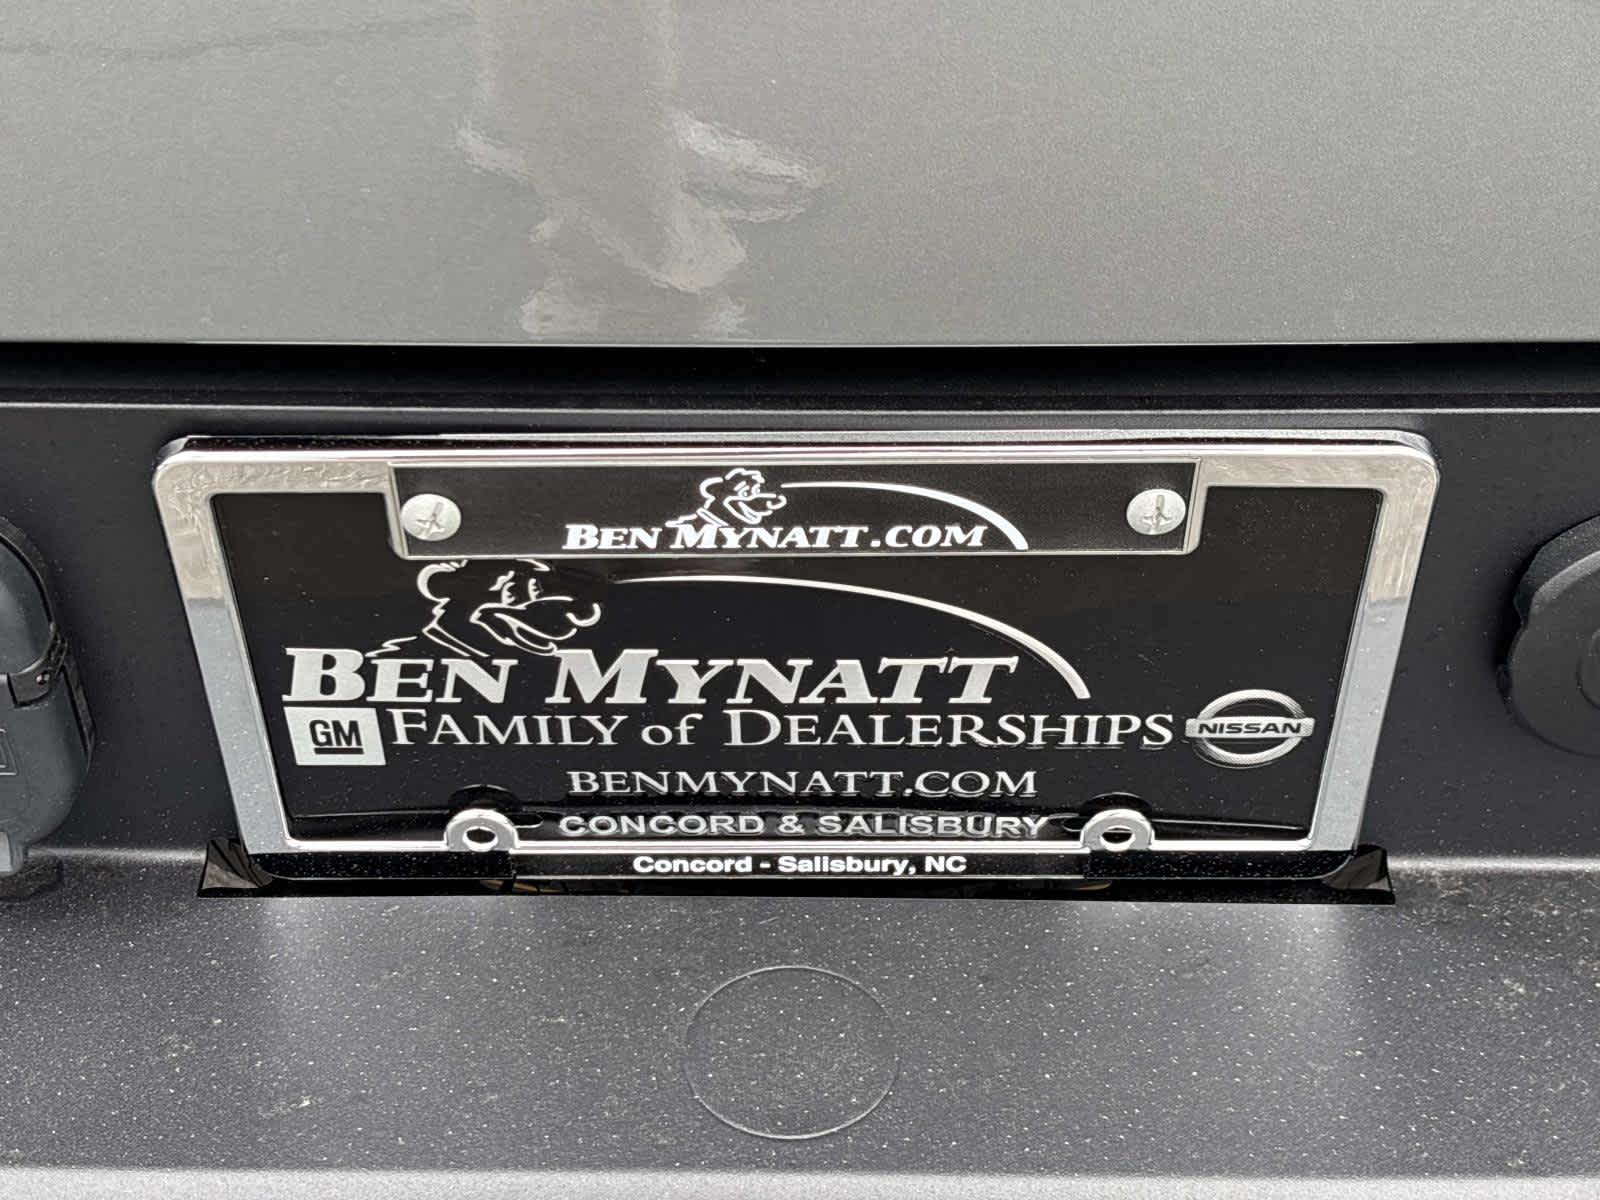 BEN MYNATT.COM
BEN MYNATT
GM FAMILY of DEALERSHIPS NISSAN
BENMYNATT.COM
CONCORD & SALISBURY
Concord - Salisbury, NC